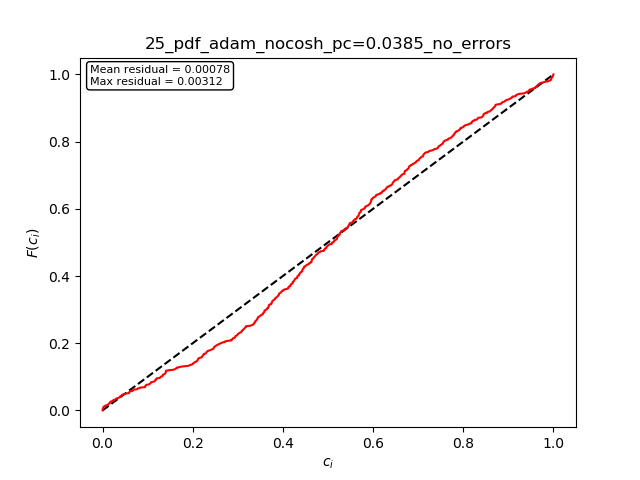 25_pdf_adam_nocosh_pc=0.0385_no_errors
Mean residual = 0.00078
Max residual = 0.00312
1.0
0.8
0.6
0.4
0.2
0.0
F(c_i)
0.0 0.2 0.4 0.6 0.8 1.0
c_i